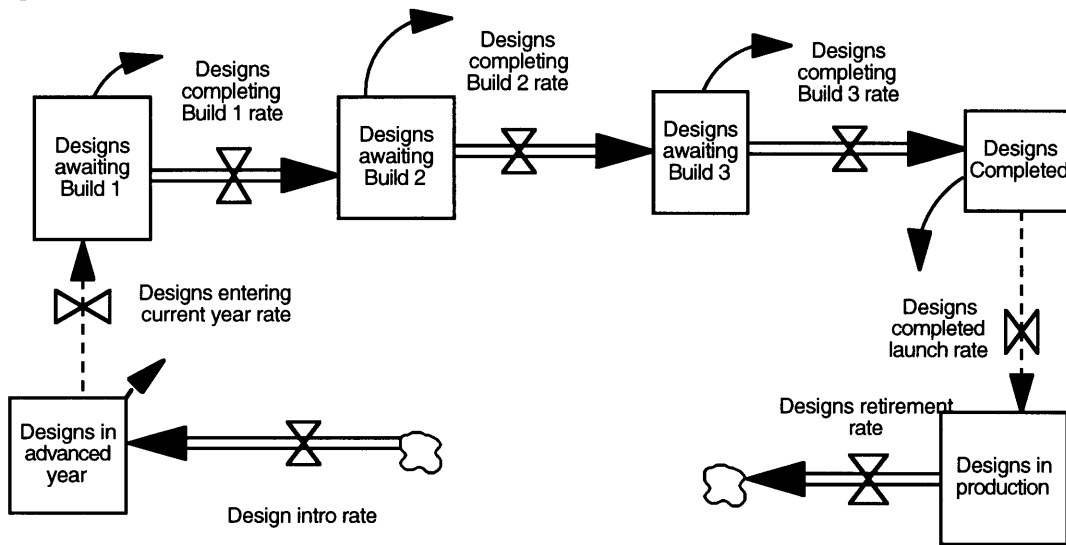 Designs
completing
Build 1 rate
Designs
completing
Build 2 rate
Designs
completing
Build 3 rate
Designs
awaiting
Build 1
Designs
awaiting
Build 2
Designs
awaiting
Build 3
Designs
Completed
Designs entering
current year rate
Designs
completed
launch rate
Designs in
advanced
year
Designs retirement
rate
Designs in
production
Design intro rate